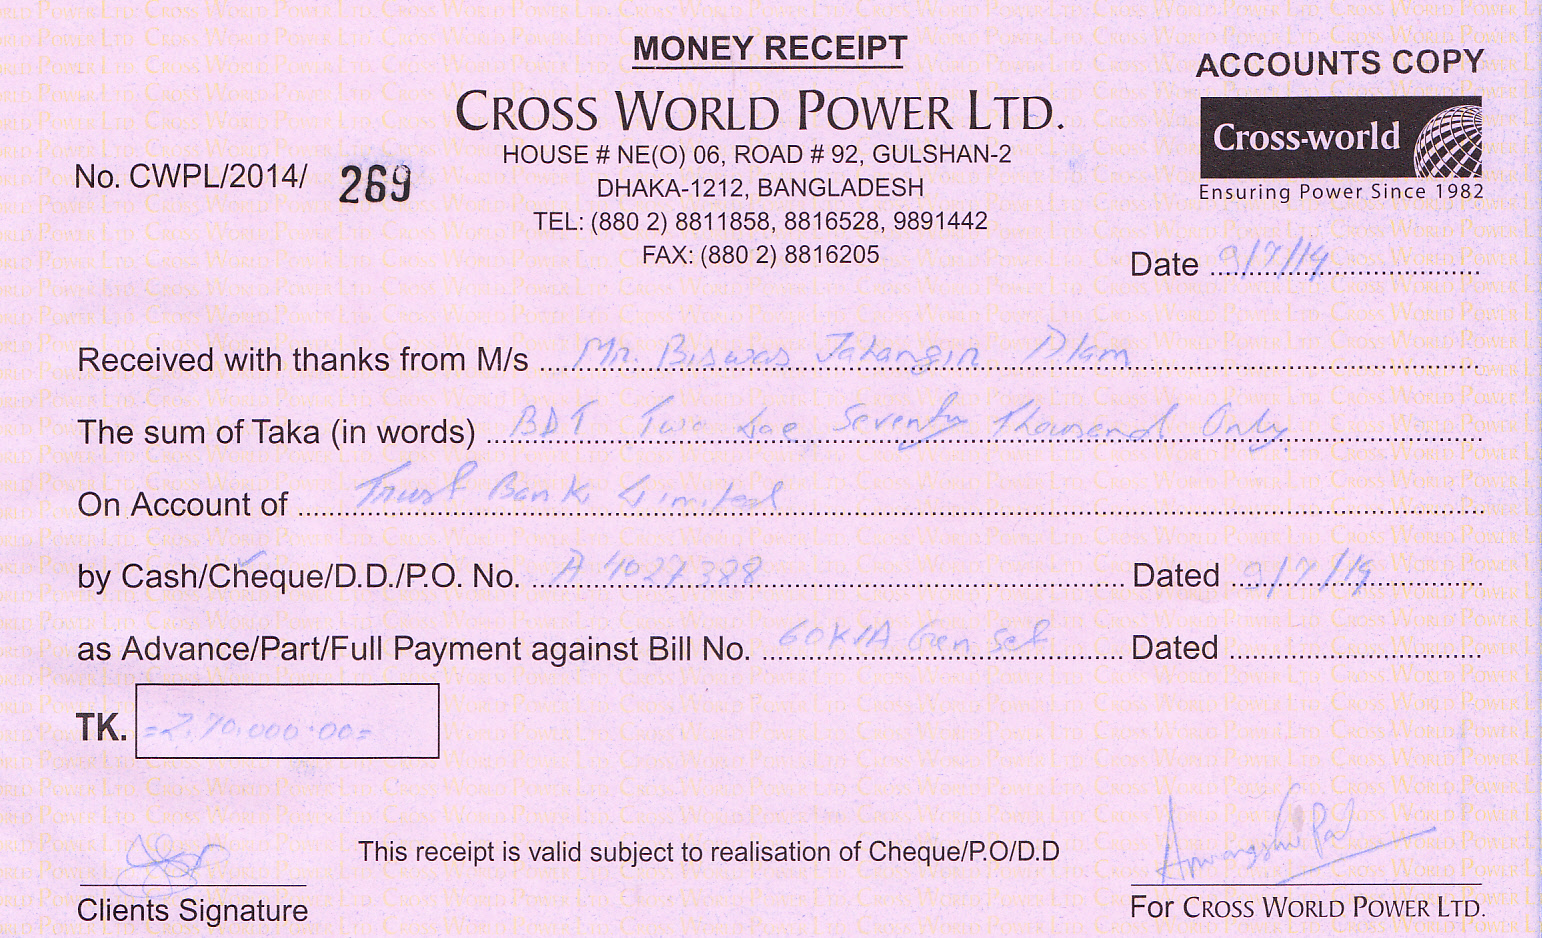 MONEY RECEIPT
ACCOUNTS COPY
CROSS WORLD POWER LTD.
Cross-world
Ensuring Power Since 1982
HOUSE # NE(O) 06, ROAD # 92, GULSHAN-2
DHAKA-1212, BANGLADESH
TEL: (880 2) 8811858, 8816528, 9891442
FAX: (880 2) 8816205
No. CWPL/2014/ 269
Date 9/7/14
Received with thanks from M/s Mr. Biswas Jahangir Alam
The sum of Taka (in words) BDT Two Lac Seventy Thousand Only.
On Account of Trust Bank Limited
by Cash/Cheque/D.D./P.O. No. A 4027388 Dated 9/7/14
as Advance/Part/Full Payment against Bill No. 60KVA Gen Set Dated
TK. =2,70,000.00=
This receipt is valid subject to realisation of Cheque/P.O/D.D
Clients Signature
For CROSS WORLD POWER LTD.